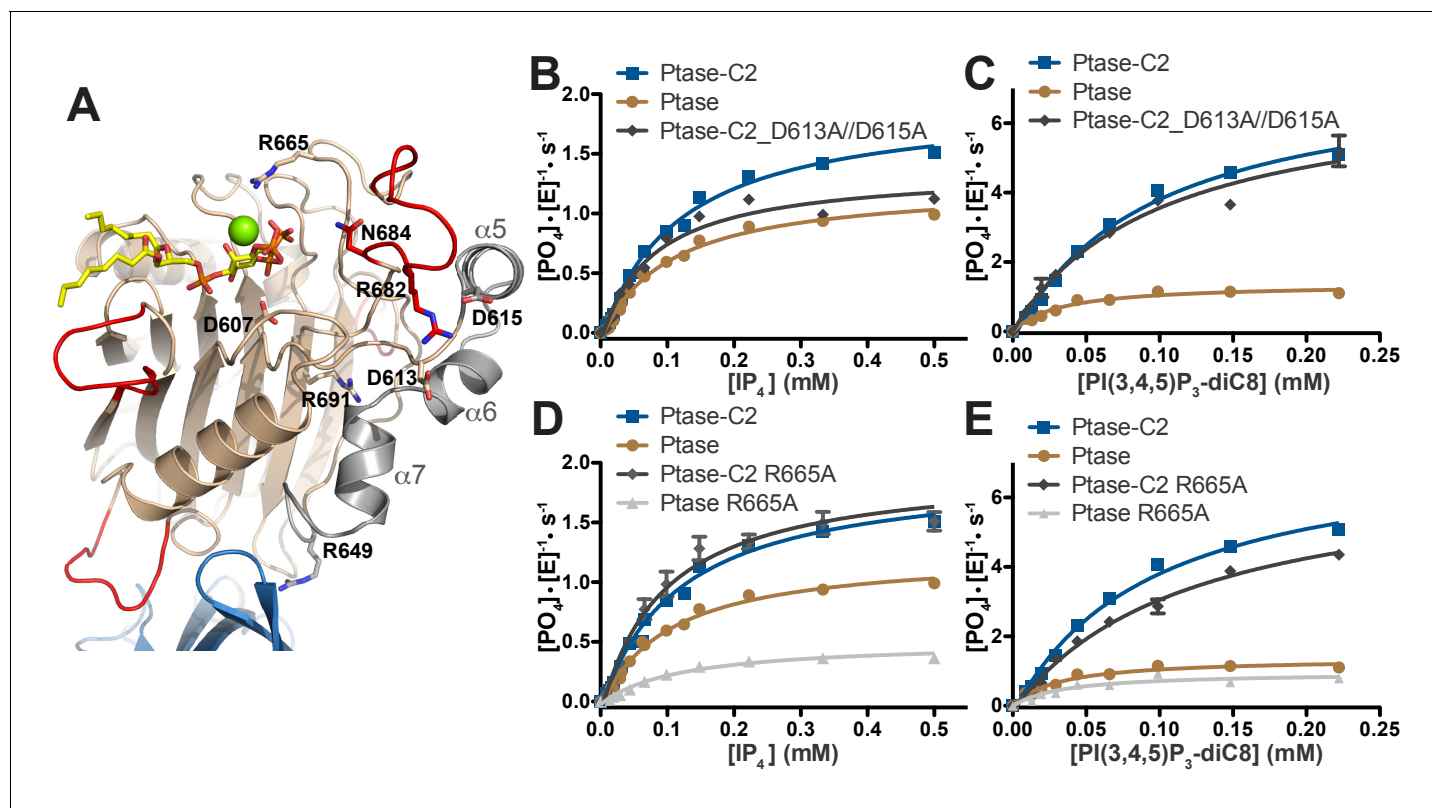 A
R665
N684
α5
R682
D615
D607
D613
R691
α6
α7
R649
B
Ptase-C2
Ptase
Ptase-C2_D613A//D615A
[PO4]·[E]-1·s-1
2.0
1.5
1.0
0.5
0.0
0.0 0.1 0.2 0.3 0.4 0.5
[IP4] (mM)
C
Ptase-C2
Ptase
Ptase-C2_D613A//D615A
[PO4]·[E]-1·s-1
6
4
2
0
0.00 0.05 0.10 0.15 0.20 0.25
[PI(3,4,5)P3-diC8] (mM)
D
Ptase-C2
Ptase
Ptase-C2 R665A
Ptase R665A
[PO4]·[E]-1·s-1
2.0
1.5
1.0
0.5
0.0
0.0 0.1 0.2 0.3 0.4 0.5
[IP4] (mM)
E
Ptase-C2
Ptase
Ptase-C2 R665A
Ptase R665A
[PO4]·[E]-1·s-1
6
4
2
0
0.00 0.05 0.10 0.15 0.20 0.25
[PI(3,4,5)P3-diC8] (mM)